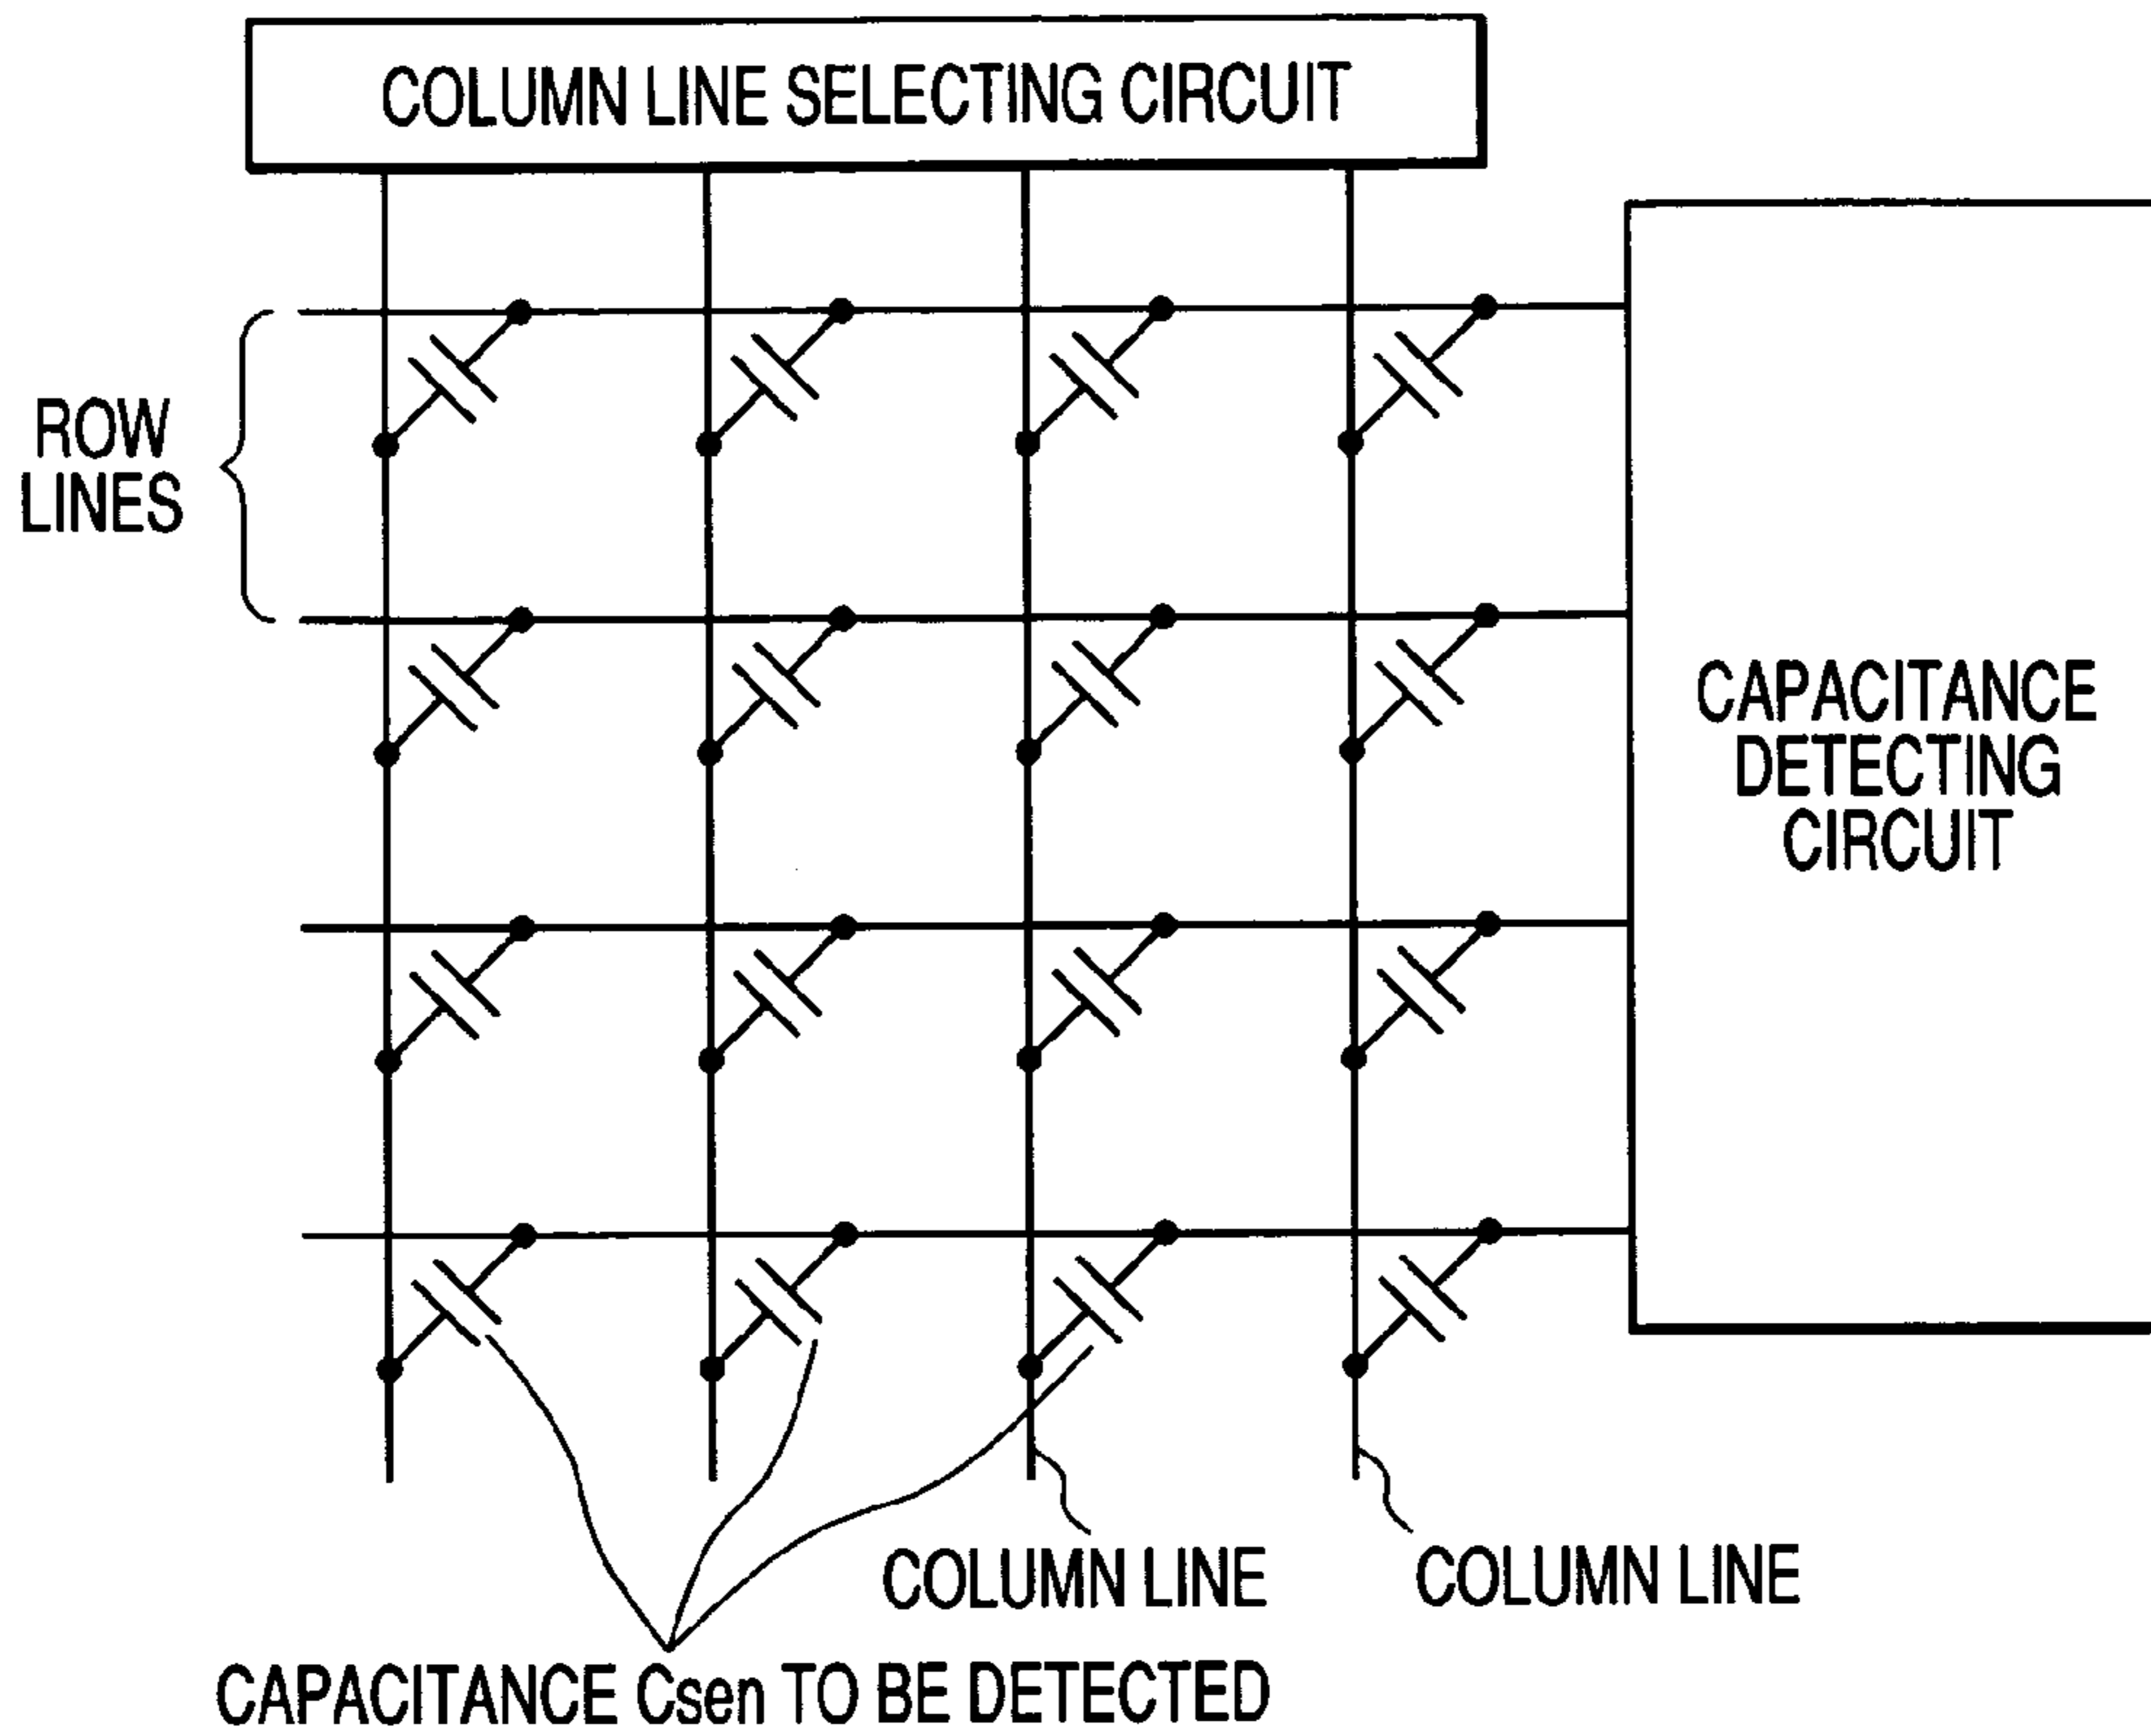 COLUMN LINE SELECTING CIRCUIT
ROW
LINES
CAPACITANCE
DETECTING
CIRCUIT
COLUMN LINE
COLUMN LINE
CAPACITANCE Csen TO BE DETECTED